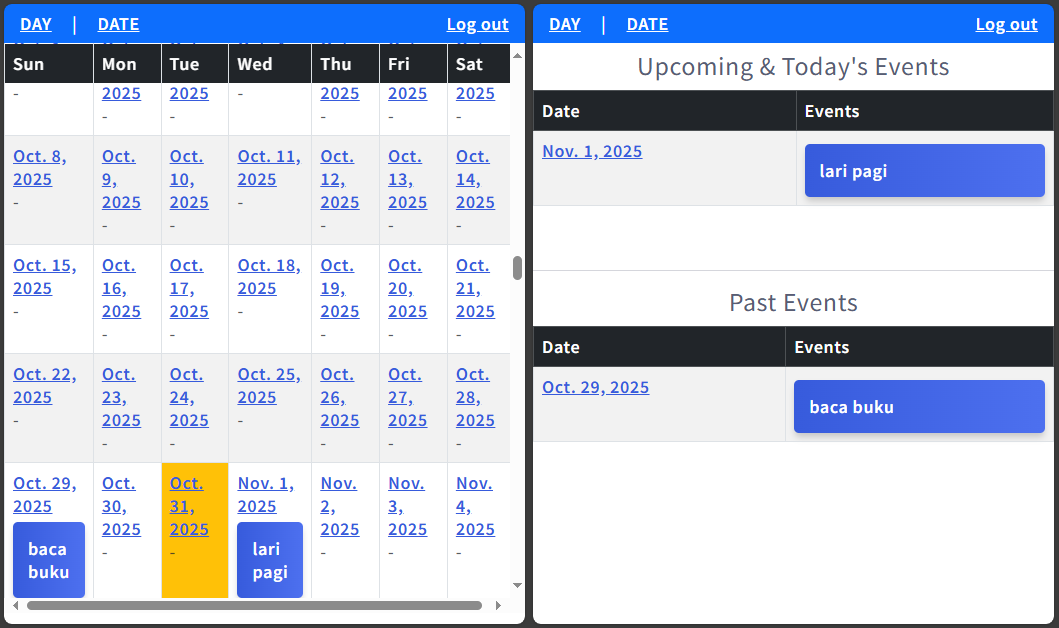 DAY | DATE Log out
Sun Mon Tue Wed Thu Fri Sat
- 2025 2025 - 2025 2025 2025
- - - - -
Oct. 8, Oct. Oct. Oct. 11, Oct. Oct. Oct.
2025 9, 10, 2025 12, 13, 14,
- 2025 2025 - 2025 2025 2025
- - - - -
Oct. 15, Oct. Oct. Oct. 18, Oct. Oct. Oct.
2025 16, 17, 2025 19, 20, 21,
- 2025 2025 - 2025 2025 2025
- - - - -
Oct. 22, Oct. Oct. Oct. 25, Oct. Oct. Oct.
2025 23, 24, 2025 26, 27, 28,
- 2025 2025 - 2025 2025 2025
- - - - -
Oct. 29, Oct. Oct. Nov. 1, Nov. Nov. Nov.
2025 30, 31, 2025 2, 3, 4,
2025 2025 2025 2025 2025
baca - - lari - - -
buku pagi
DAY | DATE Log out
Upcoming & Today's Events
Date Events
Nov. 1, 2025 lari pagi
Past Events
Date Events
Oct. 29, 2025 baca buku